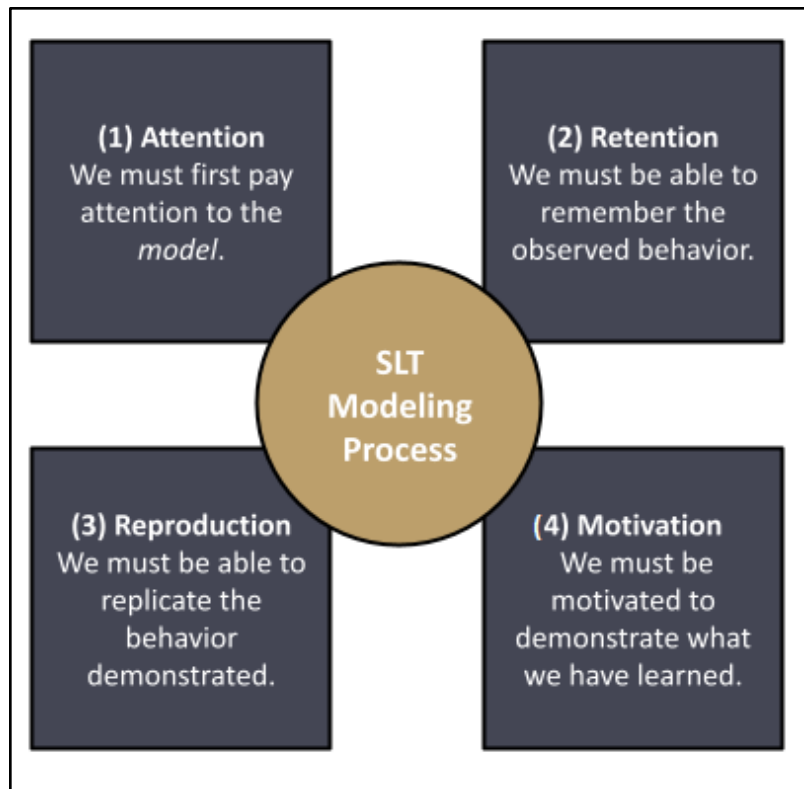 (1) Attention
We must first pay
attention to the
model.
(2) Retention
We must be able to
remember the
observed behavior.
SLT
Modeling
Process
(3) Reproduction
We must be able to
replicate the
behavior
demonstrated.
(4) Motivation
We must be
motivated to
demonstrate what
we have learned.